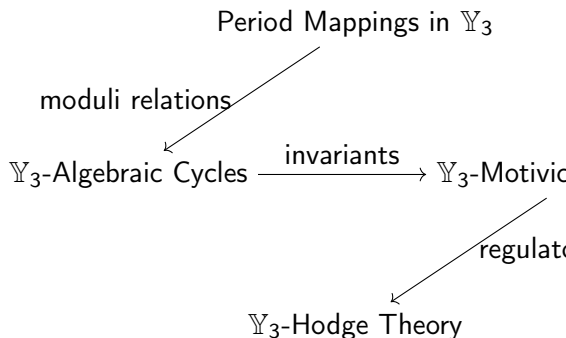 Period Mappings in 𝕐₃
moduli relations
invariants
𝕐₃-Algebraic Cycles
𝕐₃-Motivic
regulato
𝕐₃-Hodge Theory